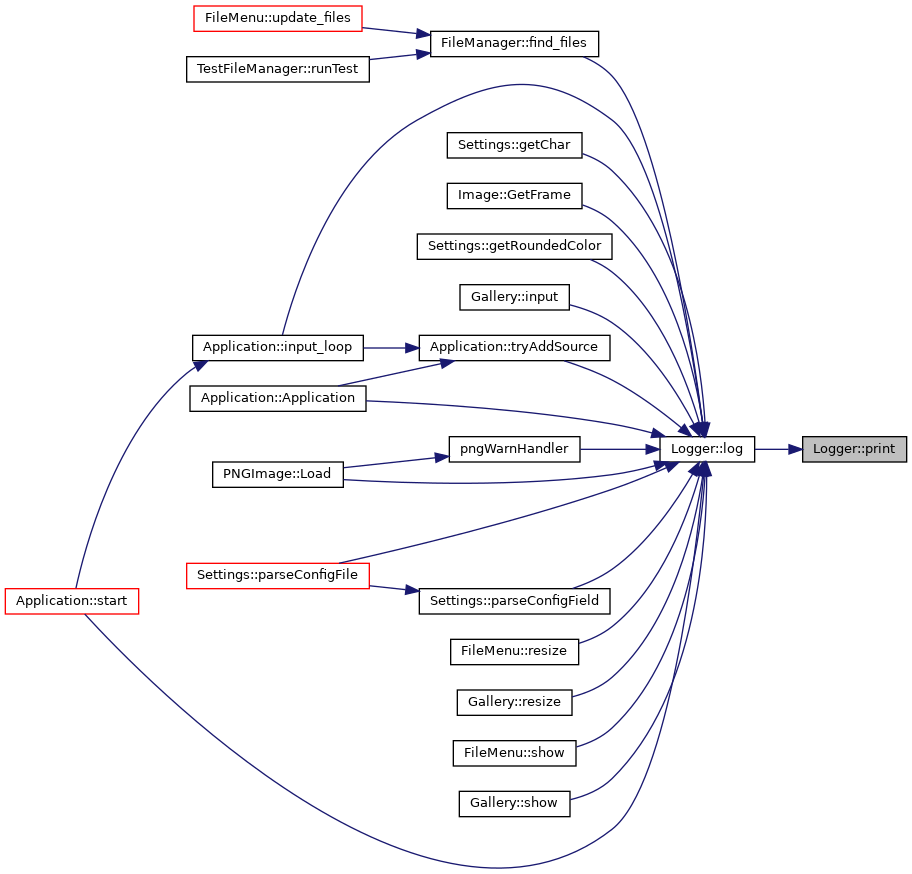 FileMenu::update_files
FileManager::find_files
TestFileManager::runTest
Settings::getChar
Image::GetFrame
Settings::getRoundedColor
Gallery::input
Application::input_loop
Application::tryAddSource
Application::Application
pngWarnHandler
Logger::log
Logger::print
PNGImage::Load
Settings::parseConfigFile
Application::start
Settings::parseConfigField
FileMenu::resize
Gallery::resize
FileMenu::show
Gallery::show